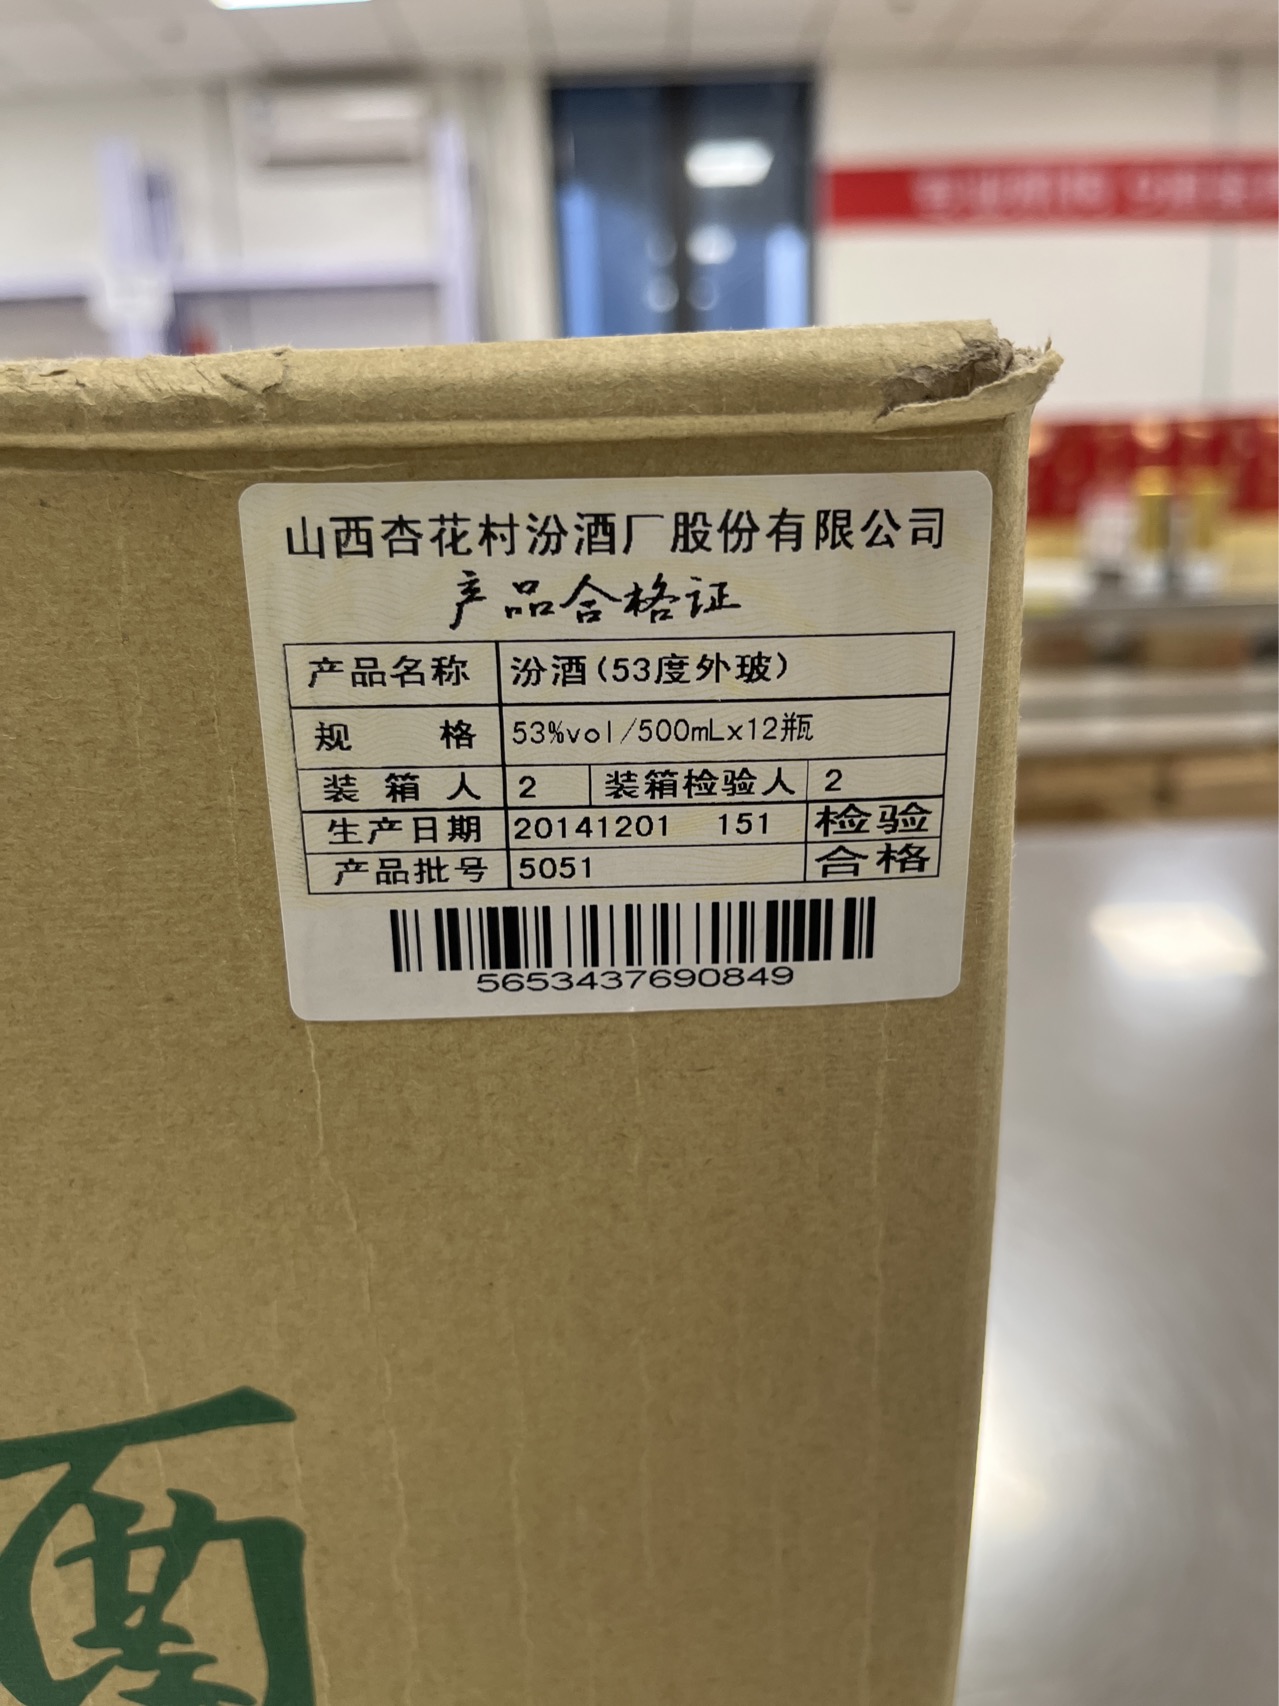 山西杏花村汾酒厂股份有限公司
产品合格证
产品名称 汾酒(53度外玻)
规 格 53%vol/500mLx12瓶
装箱人 2 装箱检验人 2
生产日期 20141201 151 检验
产品批号 5051 合格
5653437690849